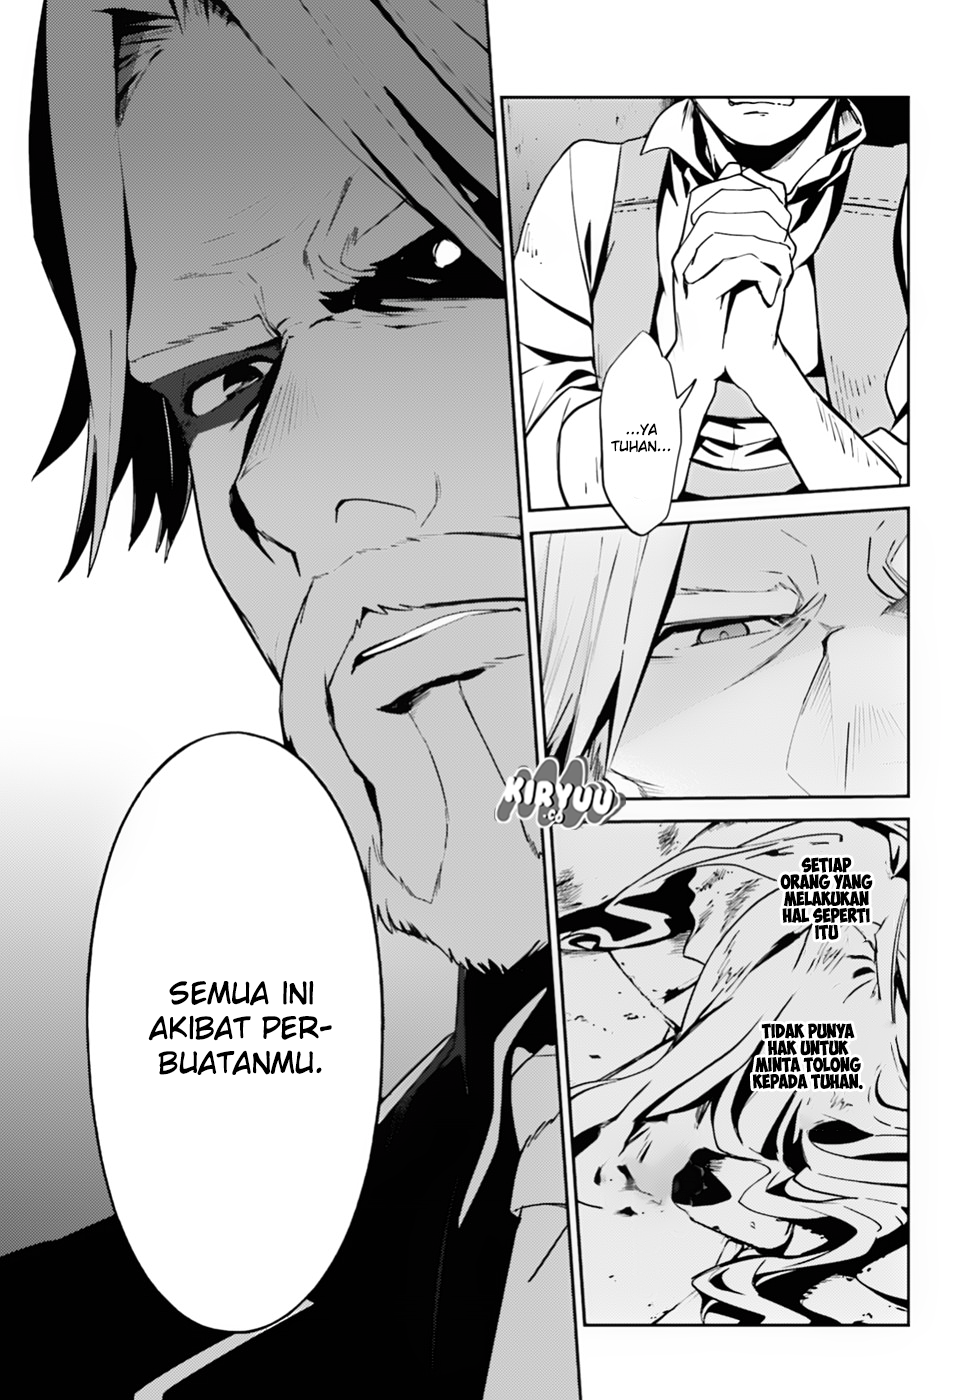 ...YA
TUHAN...
SETIAP
ORANG YANG
MELAKUKAN
HAL SEPERTI
ITU
TIDAK PUNYA
HAK UNTUK
MINTA TOLONG
KEPADA TUHAN.
SEMUA INI
AKIBAT PER-
BUATANMU.
KIRYUU
.CO